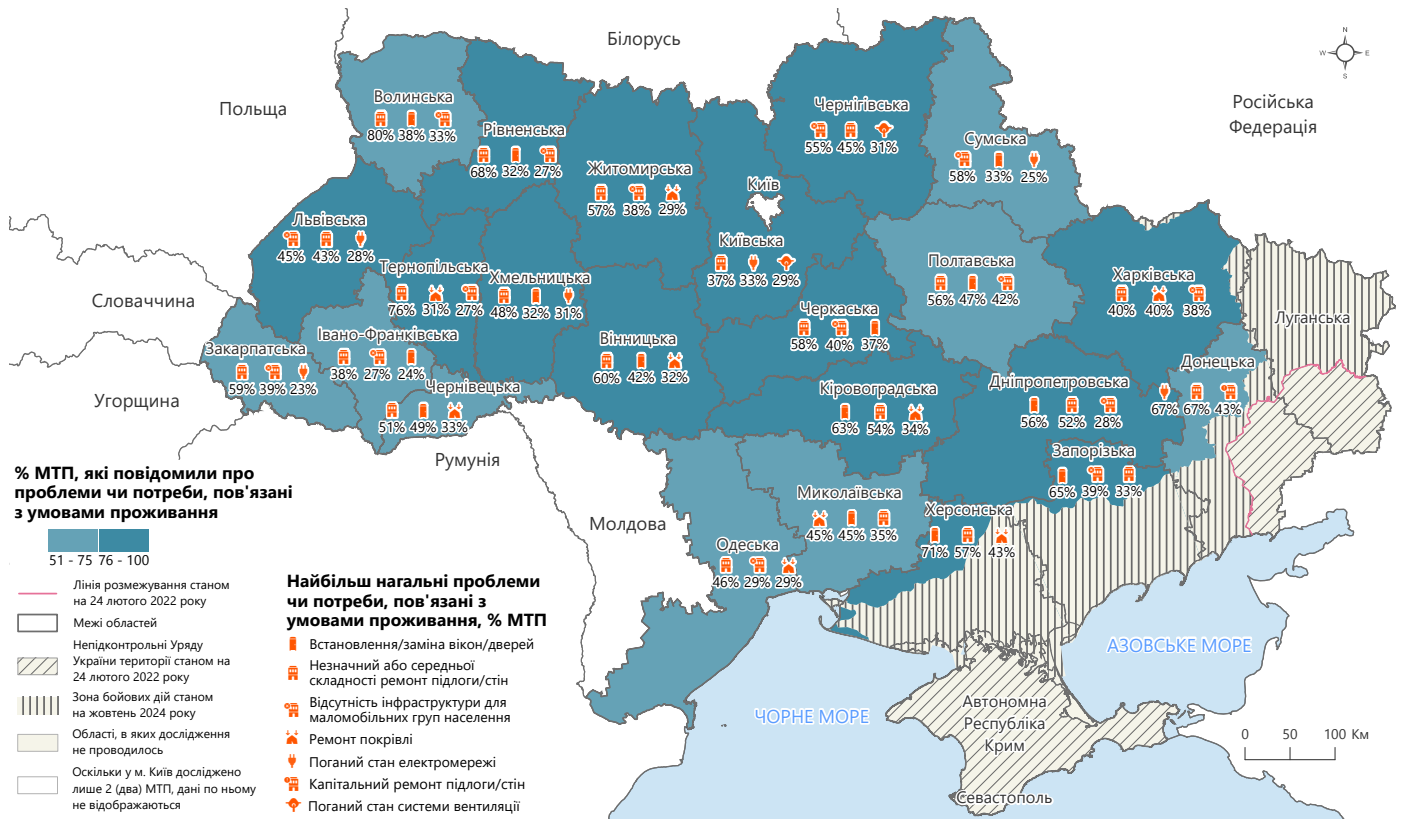 Білорусь
Польща
Російська
Федерація
Словаччина
Угорщина
Румунія
Молдова
N
W
E
S
Волинська
80% 38% 33%
Рівненська
68% 32% 27%
Житомирська
57% 38% 29%
Київ
Київська
37% 33% 29%
Чернігівська
55% 45% 31%
Сумська
58% 33% 25%
Львівська
45% 43% 28%
Тернопільська
76% 31% 27%
Хмельницька
48% 32% 31%
Полтавська
56% 47% 42%
Харківська
40% 40% 38%
Луганська
Черкаська
58% 40% 37%
Вінницька
60% 42% 32%
Івано-Франківська
38% 27% 24%
Закарпатська
59% 39% 23%
Чернівецька
51% 49% 33%
Кіровоградська
63% 54% 34%
Дніпропетровська
56% 52% 28%
Донецька
67% 67% 43%
Запорізька
65% 39% 33%
Миколаївська
45% 45% 35%
Херсонська
71% 57% 43%
Одеська
46% 29% 29%
ЧОРНЕ МОРЕ
АЗОВСЬКЕ МОРЕ
Автономна
Республіка
Крим
Севастополь
0 50 100 Км
% МТП, які повідомили про
проблеми чи потреби, пов'язані
з умовами проживання
51 - 75 76 - 100
Лінія розмежування станом
на 24 лютого 2022 року
Межі областей
Непідконтрольні Уряду
України території станом на
24 лютого 2022 року
Зона бойових дій станом
на жовтень 2024 року
Області, в яких дослідження
не проводилось
Оскільки у м. Київ досліджено
лише 2 (два) МТП, дані по ньому
не відображаються
Найбільш нагальні проблеми
чи потреби, пов'язані з
умовами проживання, % МТП
Встановлення/заміна вікон/дверей
Незначний або середньої
складності ремонт підлоги/стін
Відсутність інфраструктури для
маломобільних груп населення
Ремонт покрівлі
Поганий стан електромережі
Капітальний ремонт підлоги/стін
Поганий стан системи вентиляції